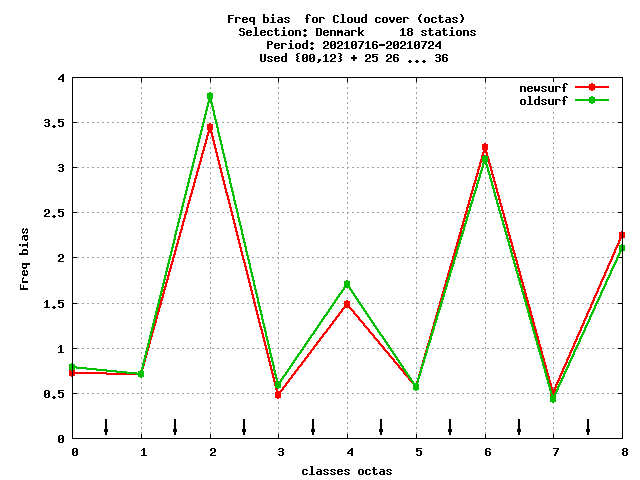 Freq bias  for Cloud cover (octas)
Selection: Denmark     18 stations
Period: 20210716-20210724
Used {00,12} + 25 26 ... 36
newsurf
oldsurf
4
3.5
3
2.5
2
1.5
1
0.5
0
Freq bias
0 1 2 3 4 5 6 7 8
classes octas